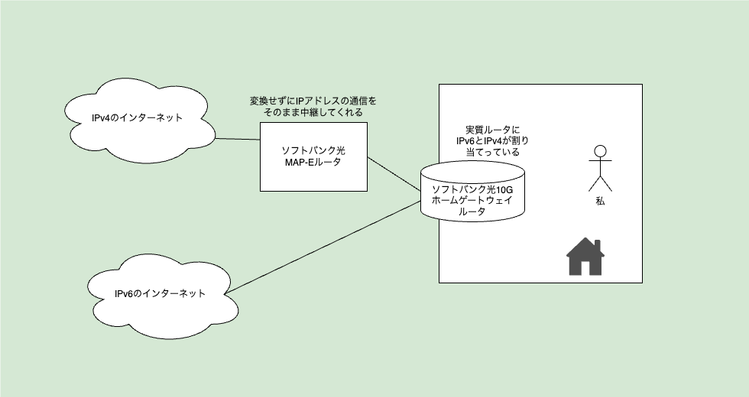 変換せずにIPアドレスの通信を
そのまま中継してくれる
IPv4のインターネット
ソフトバンク光
MAP-Eルータ
実質ルータに
IPv6とIPv4が割り
当てっている
ソフトバンク光10G
ホームゲートウェイ
ルータ
私
IPv6のインターネット